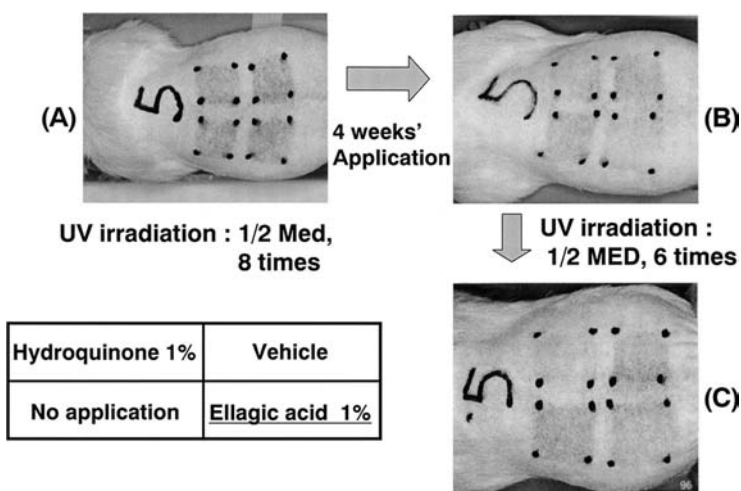 (A)
5
4 weeks'
Application
5
(B)
UV irradiation : 1/2 Med,
8 times
UV irradiation :
1/2 MED, 6 times
Hydroquinone 1%
Vehicle
No application
Ellagic acid 1%
5
(C)
96